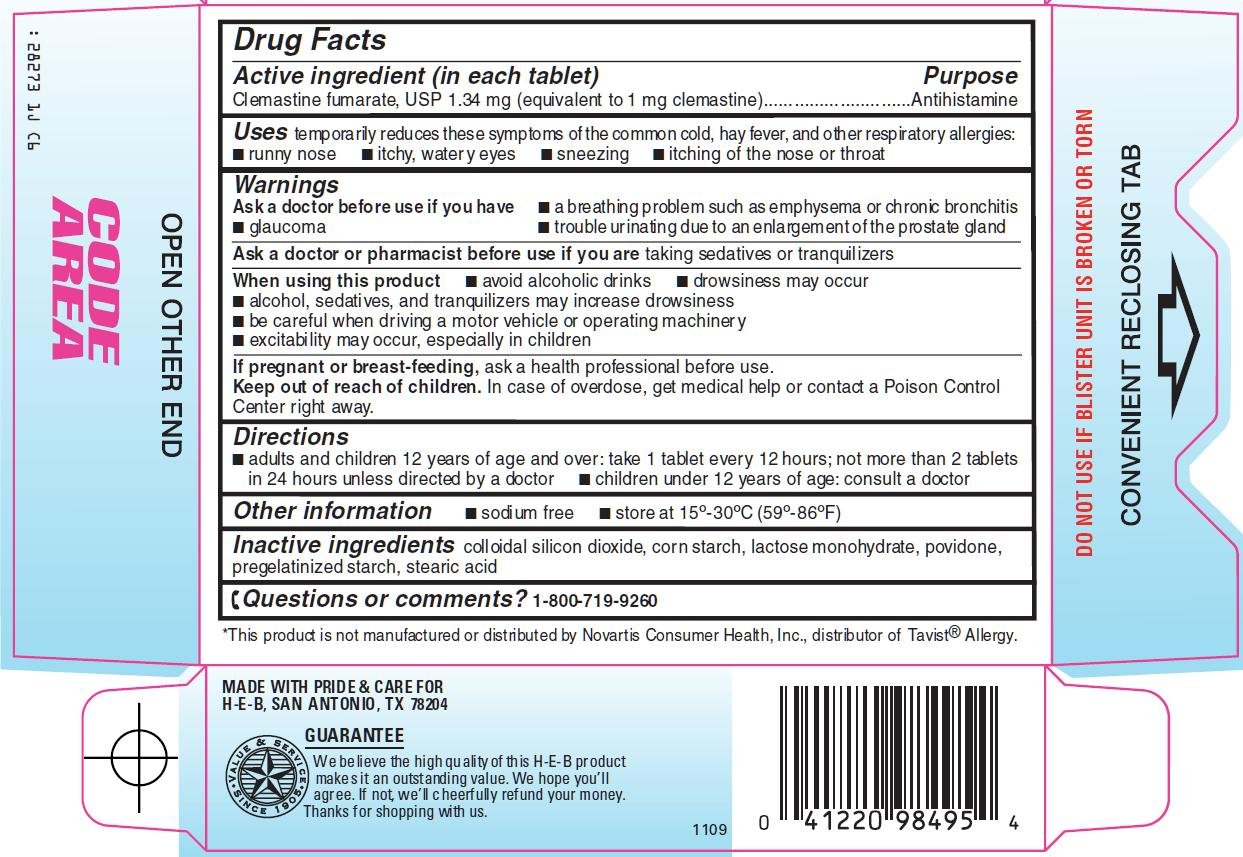 : 28273 1J C6
CODE
AREA
OPEN OTHER END
Drug Facts
Active ingredient (in each tablet) Purpose
Clemastine fumarate, USP 1.34 mg (equivalent to 1 mg clemastine)..........................Antihistamine
Uses temporarily reduces these symptoms of the common cold, hay fever, and other respiratory allergies:
■ runny nose ■ itchy, watery eyes ■ sneezing ■ itching of the nose or throat
Warnings
Ask a doctor before use if you have ■ a breathing problem such as emphysema or chronic bronchitis
■ glaucoma ■ trouble urinating due to an enlargement of the prostate gland
Ask a doctor or pharmacist before use if you are taking sedatives or tranquilizers
When using this product ■ avoid alcoholic drinks ■ drowsiness may occur
■ alcohol, sedatives, and tranquilizers may increase drowsiness
■ be careful when driving a motor vehicle or operating machinery
■ excitability may occur, especially in children
If pregnant or breast-feeding, ask a health professional before use.
Keep out of reach of children. In case of overdose, get medical help or contact a Poison Control
Center right away.
Directions
■ adults and children 12 years of age and over: take 1 tablet every 12 hours; not more than 2 tablets
in 24 hours unless directed by a doctor ■ children under 12 years of age: consult a doctor
Other information ■ sodium free ■ store at 15º-30ºC (59º-86ºF)
Inactive ingredients colloidal silicon dioxide, corn starch, lactose monohydrate, povidone,
pregelatinized starch, stearic acid
Questions or comments? 1-800-719-9260
*This product is not manufactured or distributed by Novartis Consumer Health, Inc., distributor of Tavist® Allergy.
DO NOT USE IF BLISTER UNIT IS BROKEN OR TORN
CONVENIENT RECLOSING TAB
MADE WITH PRIDE & CARE FOR
H-E-B, SAN ANTONIO, TX 78204
GUARANTEE
VALUE & SERVICE
SINCE 1905
We believe the high quality of this H-E-B product
makes it an outstanding value. We hope you'll
agree. If not, we'll cheerfully refund your money.
Thanks for shopping with us.
1109
0 41220 98495 4